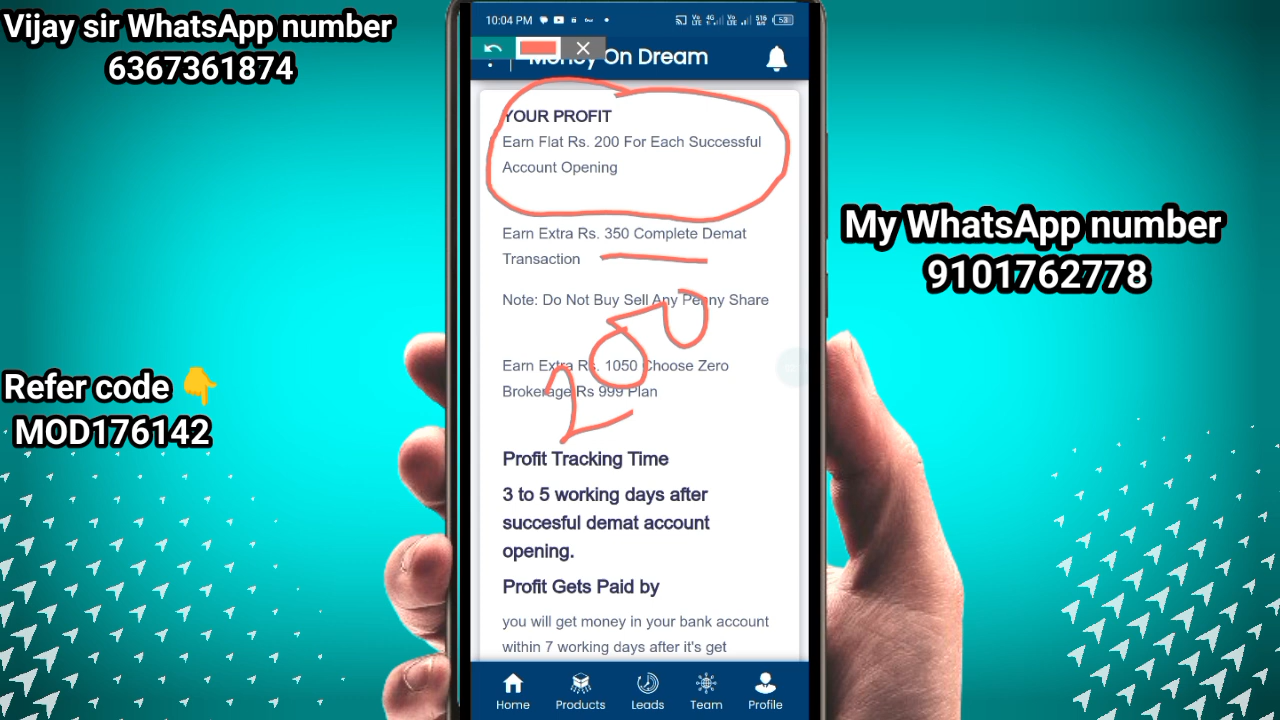 Vijay sir WhatsApp number
6367361874
10:04 PM
Money On Dream
YOUR PROFIT
Earn Flat Rs. 200 For Each Successful
Account Opening
Earn Extra Rs. 350 Complete Demat
Transaction
Note: Do Not Buy Sell Any Penny Share
200
Earn Extra Rs. 1050 Choose Zero
Brokerage Rs 999 Plan
Profit Tracking Time
3 to 5 working days after
succesful demat account
opening.
Profit Gets Paid by
you will get money in your bank account
within 7 working days after it's get
Home
Products
Leads
Team
Profile
My WhatsApp number
9101762778
Refer code 👇
MOD176142